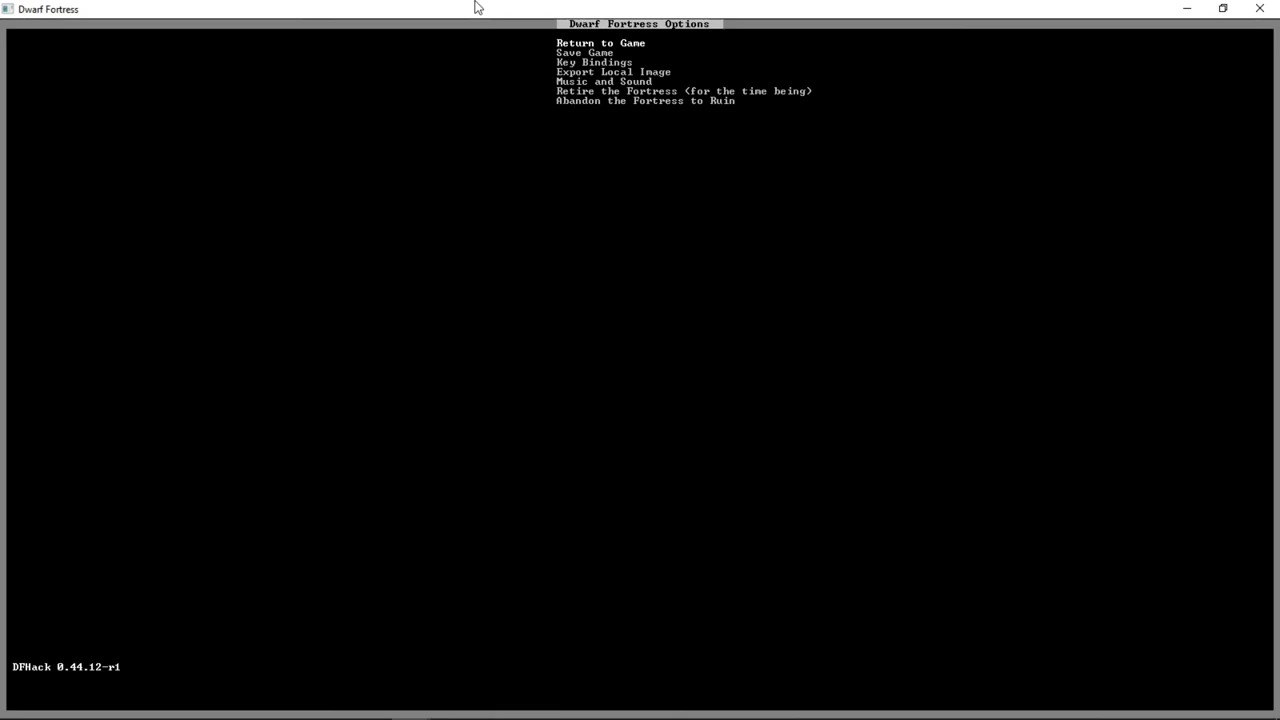 Dwarf Fortress
Dwarf Fortress Options
Return to Game
Save Game
Key Bindings
Export Local Image
Music and Sound
Retire the Fortress (for the time being)
Abandon the Fortress to Ruin
DFHack 0.44.12-r1